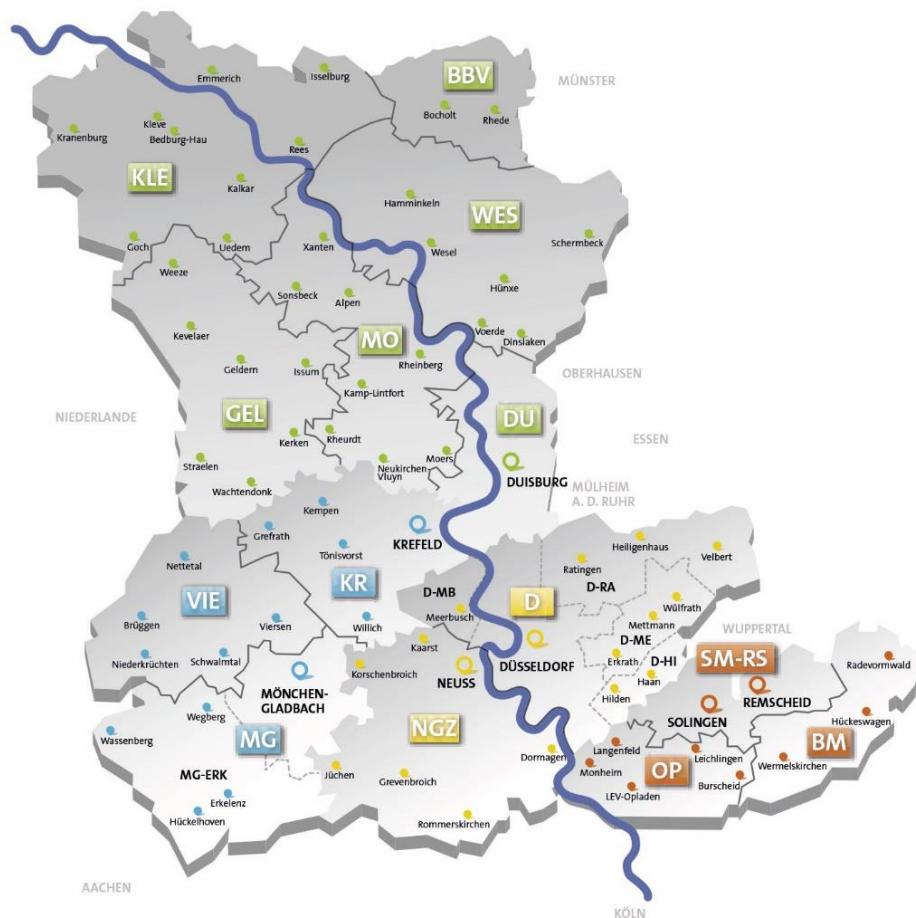 Emmerich
Isselburg
BBV
MÜNSTER
Bocholt
Rhede
Kleve
Kranenburg
Bedburg-Hau
Rees
KLE
Kalkar
Hamminkeln
WES
Goch
Uedem
Xanten
Wesel
Schermbeck
Weeze
Sonsbeck
Alpen
Hünxe
Kevelaer
MO
Voerde
Dinslaken
Geldern
Issum
Rheinberg
OBERHAUSEN
Kamp-Lintfort
NIEDERLANDE
GEL
DU
Kerken
Rheurdt
ESSEN
Straelen
Neukirchen-
Vluyn
Moers
DUISBURG
Wachtendonk
MÜLHEIM
A. D. RUHR
Kempen
Grefrath
KREFELD
Heiligenhaus
Velbert
Nettetal
Tönisvorst
Ratingen
D-RA
VIE
KR
D-MB
D
Wülfrath
Brüggen
Viersen
Willich
Meerbusch
Mettmann
D-ME
WUPPERTAL
Niederkrüchten
Schwalmtal
Kaarst
Korschenbroich
NEUSS
DÜSSELDORF
Erkrath
D-HI
Haan
SM-RS
Radevormwald
MÖNCHEN-
GLADBACH
Hilden
REMSCHEID
Wegberg
SOLINGEN
Hückeswagen
Wassenberg
MG
NGZ
Langenfeld
BM
MG-ERK
Jüchen
Grevenbroich
Dormagen
Monheim
OP
Leichlingen
Wermelskirchen
Erkelenz
Hückelhoven
LEV-Opladen
Burscheid
Rommerskirchen
AACHEN
KÖLN